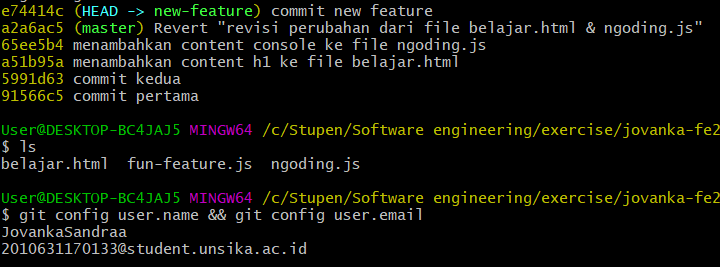 e74414c (HEAD -> new-feature) commit new feature
a2a6ac5 (master) Revert "revisi perubahan dari file belajar.html & ngoding.js"
65ee5b4 menambahkan content console ke file ngoding.js
a51b95a menambahkan content h1 ke file belajar.html
5991d63 commit kedua
91566c5 commit pertama
User@DESKTOP-BC4JAJ5 MINGW64 /c/Stupen/Software engineering/exercise/jovanka-fe2
$ ls
belajar.html  fun-feature.js  ngoding.js
User@DESKTOP-BC4JAJ5 MINGW64 /c/Stupen/Software engineering/exercise/jovanka-fe2
$ git config user.name && git config user.email
JovankaSandraa
2010631170133@student.unsika.ac.id